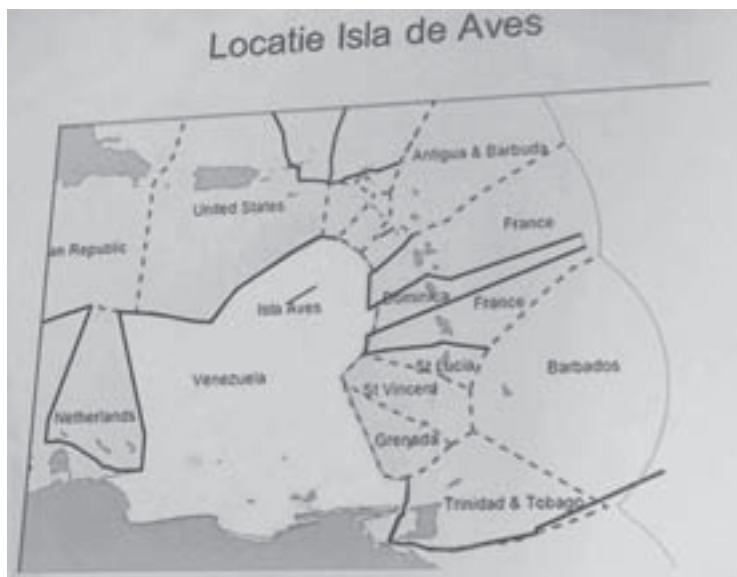 Locatie Isla de Aves
Antigua & Barbuda
United States
France
an Republic
Dominica
Isla Aves
France
St Lucia
Barbados
Venezuela
St Vincent
Netherlands
Grenada
Trinidad & Tobago